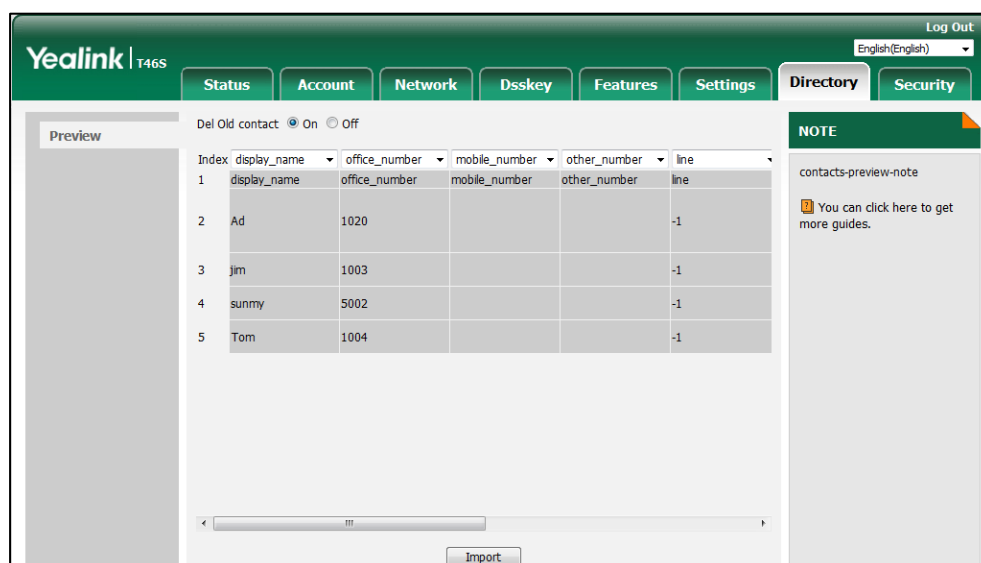 Log Out
Yealink T46S
English(English)
Status Account Network Dsskey Features Settings Directory Security
Preview
Del Old contact On Off
Index display_name office_number mobile_number other_number line
1 display_name office_number mobile_number other_number line
2 Ad 1020 -1
3 jim 1003 -1
4 sunmy 5002 -1
5 Tom 1004 -1
Import
NOTE
contacts-preview-note
? You can click here to get
more guides.